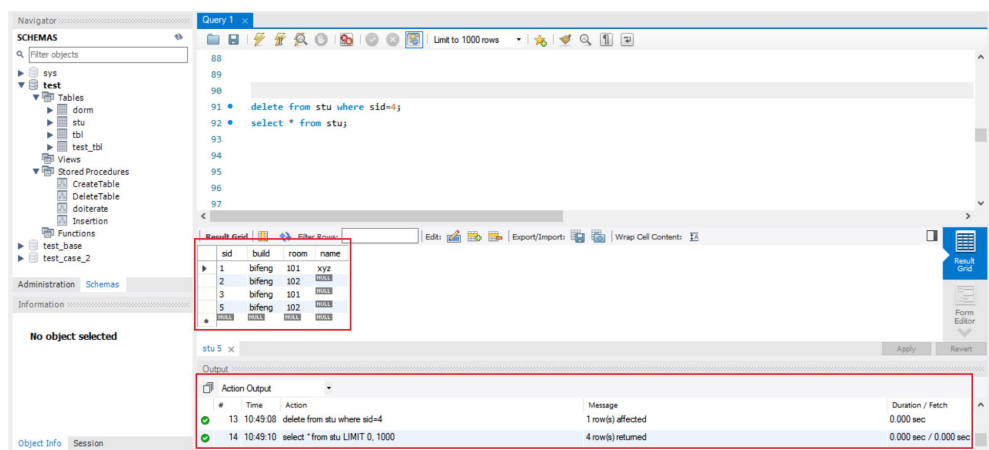 Navigator
Query 1 ×
SCHEMAS
Filter objects
Limit to 1000 rows
sys
test
Tables
dorm
stu
tbl
test_tbl
Views
Stored Procedures
CreateTable
DeleteTable
doiterate
Insertion
Functions
test_base
test_case_2
Administration Schemas
Information
No object selected
Object Info Session
88
89
90
91 delete from stu where sid=4;
92 select * from stu;
93
94
95
96
97
Result Grid Filter Rows: Edit: Export/Import: Wrap Cell Content:
sid build room name
1 bifeng 101 xyz
2 bifeng 102 NULL
3 bifeng 101 NULL
5 bifeng 102 NULL
NULL NULL NULL NULL
Result Grid
Form Editor
stu 5 ×
Apply Revert
Output
Action Output
# Time Action Message Duration / Fetch
13 10:49:08 delete from stu where sid=4 1 row(s) affected 0.000 sec
14 10:49:10 select * from stu LIMIT 0, 1000 4 row(s) returned 0.000 sec / 0.000 sec